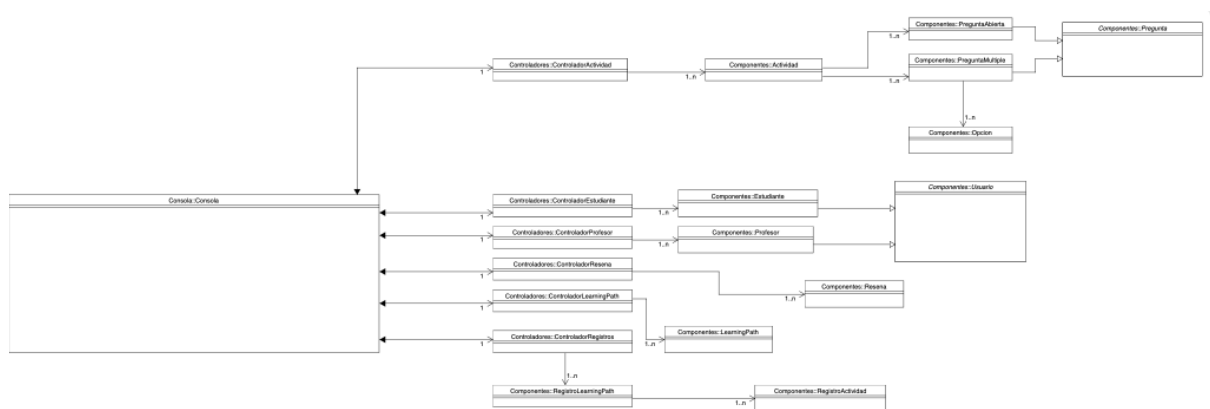 Componentes::PreguntaAbierta
Componentes::Pregunta
1..n
Controladores::ControladorActividad
1
Componentes::Actividad
1..n
Componentes::PreguntaMultiple
1..n
1..n
Componentes::Opcion
Consola::Consola
Controladores::ControladorEstudiante
1
Componentes::Estudiante
1..n
Componentes::Usuario
Controladores::ControladorProfesor
1
Componentes::Profesor
1..n
Controladores::ControladorResena
1
Componentes::Resena
1..n
Controladores::ControladorLearningPath
1
Componentes::LearningPath
1..n
Controladores::ControladorRegistros
1
1..n
Componentes::RegistroLearningPath
Componentes::RegistroActividad
1..n